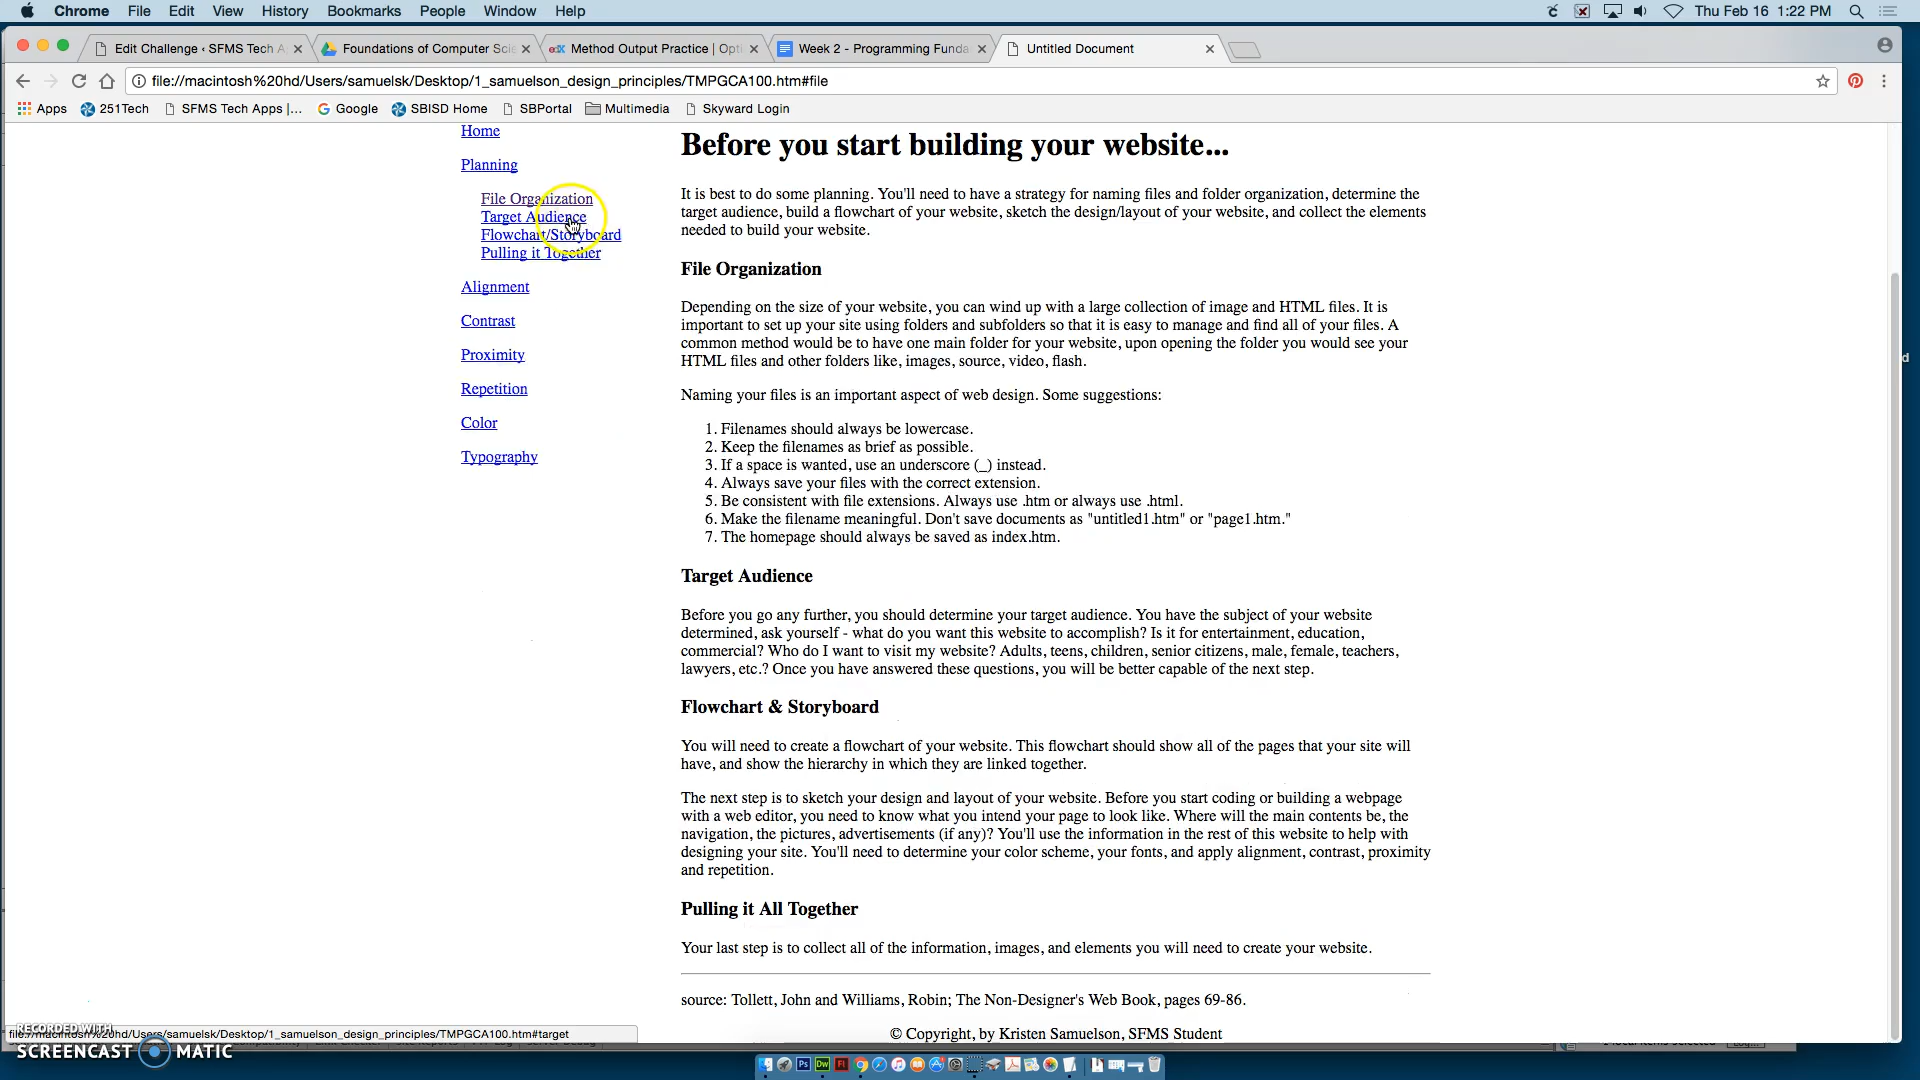 Chrome File Edit View History Bookmarks People Window Help Thu Feb 16 1:22 PM
Edit Challenge ‹ SFMS Tech A Foundations of Computer Scie Method Output Practice | Opti Week 2 - Programming Funda Untitled Document
file://macintosh%20hd/Users/samuelsk/Desktop/1_samuelson_design_principles/TMPGCA100.htm#file
Apps 251Tech SFMS Tech Apps |... Google SBISD Home SBPortal Multimedia Skyward Login
Home
Planning
File Organization
Target Audience
Flowchart/Storyboard
Pulling it Together
Alignment
Contrast
Proximity
Repetition
Color
Typography
Before you start building your website...
It is best to do some planning. You'll need to have a strategy for naming files and folder organization, determine the
target audience, build a flowchart of your website, sketch the design/layout of your website, and collect the elements
needed to build your website.
File Organization
Depending on the size of your website, you can wind up with a large collection of image and HTML files. It is
important to set up your site using folders and subfolders so that it is easy to manage and find all of your files. A
common method would be to have one main folder for your website, upon opening the folder you would see your
HTML files and other folders like, images, source, video, flash.
Naming your files is an important aspect of web design. Some suggestions:
1. Filenames should always be lowercase.
2. Keep the filenames as brief as possible.
3. If a space is wanted, use an underscore (_) instead.
4. Always save your files with the correct extension.
5. Be consistent with file extensions. Always use .htm or always use .html.
6. Make the filename meaningful. Don't save documents as "untitled1.htm" or "page1.htm."
7. The homepage should always be saved as index.htm.
Target Audience
Before you go any further, you should determine your target audience. You have the subject of your website
determined, ask yourself - what do you want this website to accomplish? Is it for entertainment, education,
commercial? Who do I want to visit my website? Adults, teens, children, senior citizens, male, female, teachers,
lawyers, etc.? Once you have answered these questions, you will be better capable of the next step.
Flowchart & Storyboard
You will need to create a flowchart of your website. This flowchart should show all of the pages that your site will
have, and show the hierarchy in which they are linked together.
The next step is to sketch your design and layout of your website. Before you start coding or building a webpage
with a web editor, you need to know what you intend your page to look like. Where will the main contents be, the
navigation, the pictures, advertisements (if any)? You'll use the information in the rest of this website to help with
designing your site. You'll need to determine your color scheme, your fonts, and apply alignment, contrast, proximity
and repetition.
Pulling it All Together
Your last step is to collect all of the information, images, and elements you will need to create your website.
source: Tollett, John and Williams, Robin; The Non-Designer's Web Book, pages 69-86.
© Copyright, by Kristen Samuelson, SFMS Student
RECORDED WITH
file://macintosh%20hd/Users/samuelsk/Desktop/1_samuelson_design_principles/TMPGCA100.htm#target
SCREENCAST MATIC
Ps Dw Fl